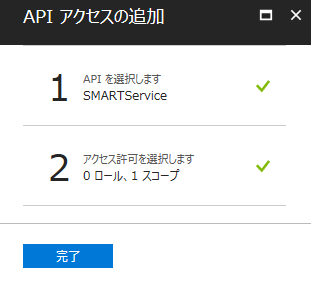 API アクセスの追加
1 API を選択します
SMARTService
2 アクセス許可を選択します
0 ロール、1 スコープ
完了